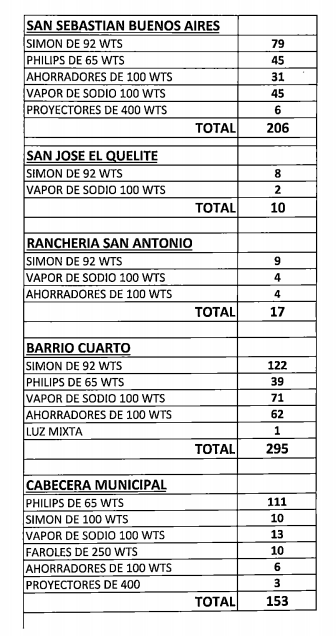 SAN SEBASTIAN BUENOS AIRES
SIMON DE 92 WTS 79
PHILIPS DE 65 WTS 45
AHORRADORES DE 100 WTS 31
VAPOR DE SODIO 100 WTS 45
PROYECTORES DE 400 WTS 6
TOTAL 206
SAN JOSE EL QUELITE
SIMON DE 92 WTS 8
VAPOR DE SODIO 100 WTS 2
TOTAL 10
RANCHERIA SAN ANTONIO
SIMON DE 92 WTS 9
VAPOR DE SODIO 100 WTS 4
AHORRADORES DE 100 WTS 4
TOTAL 17
BARRIO CUARTO
SIMON DE 92 WTS 122
PHILIPS DE 65 WTS 39
VAPOR DE SODIO 100 WTS 71
AHORRADORES DE 100 WTS 62
LUZ MIXTA 1
TOTAL 295
CABECERA MUNICIPAL
PHILIPS DE 65 WTS 111
SIMON DE 100 WTS 10
VAPOR DE SODIO 100 WTS 13
FAROLES DE 250 WTS 10
AHORRADORES DE 100 WTS 6
PROYECTORES DE 400 3
TOTAL 153